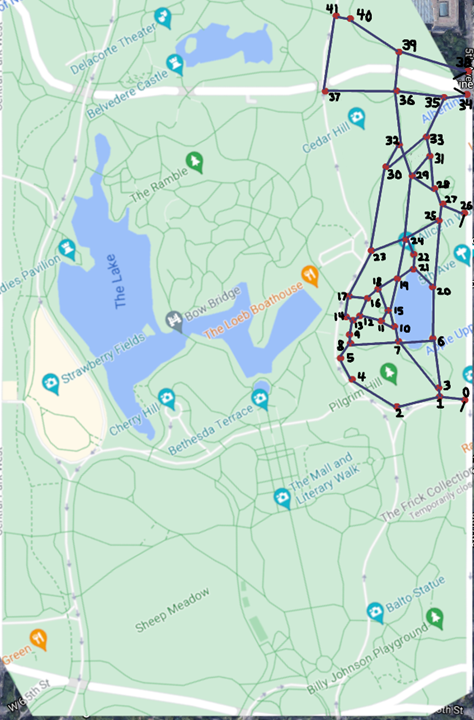 41
40
39
38
Delacorte Theater
Belvedere Castle
37
36
35
34
Cedar Hill
33
32
31
The Ramble
30
29
28
27
26
25
24
23
22
21
The Lake
The Loeb Boathouse
20
19
18
17
16
15
Bow Bridge
14
13
12
11
10
9
8
7
6
5
Strawberry Fields
4
3
Pilgrim Hill
2
1
0
Cherry Hill
Bethesda Terrace
The Mall and
Literary Walk
The Frick Collection
Temporarily close
Sheep Meadow
Balto Statue
Billy Johnson Playground
Green
W 65th St